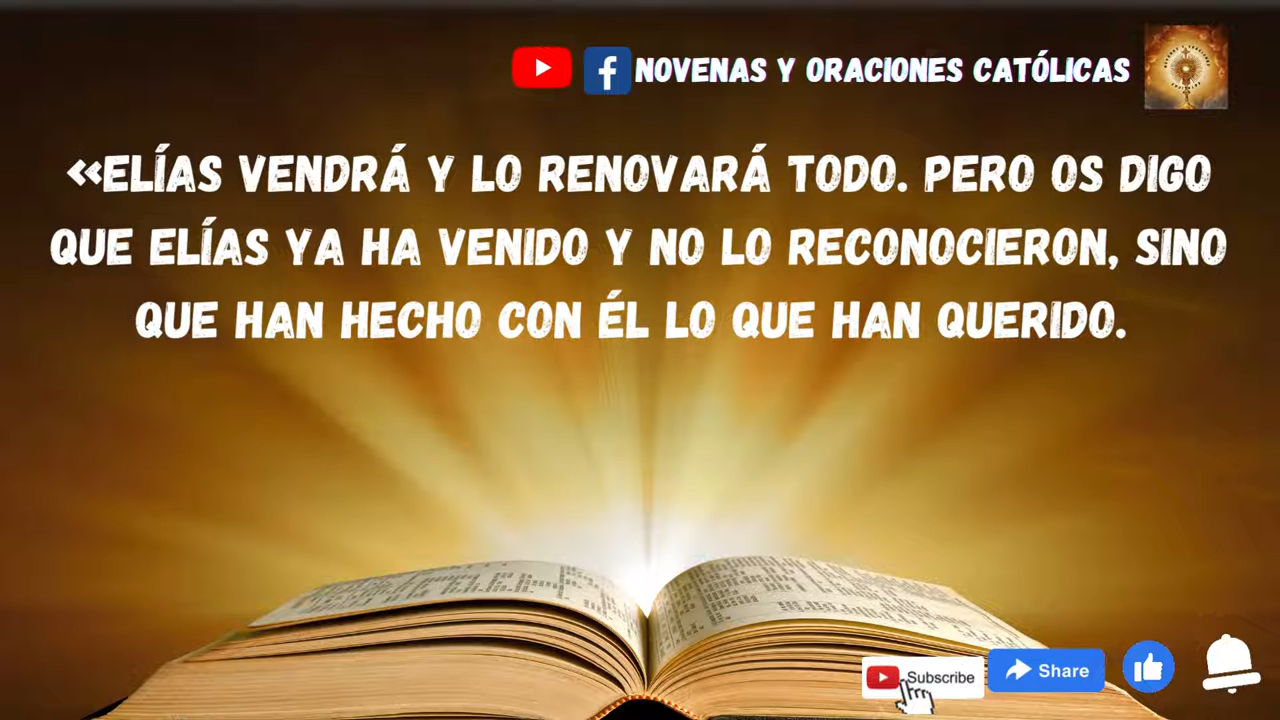 NOVENAS Y ORACIONES CATÓLICAS
«ELÍAS VENDRÁ Y LO RENOVARÁ TODO. PERO OS DIGO
QUE ELÍAS YA HA VENIDO Y NO LO RECONOCIERON, SINO
QUE HAN HECHO CON ÉL LO QUE HAN QUERIDO.
Subscribe
Share